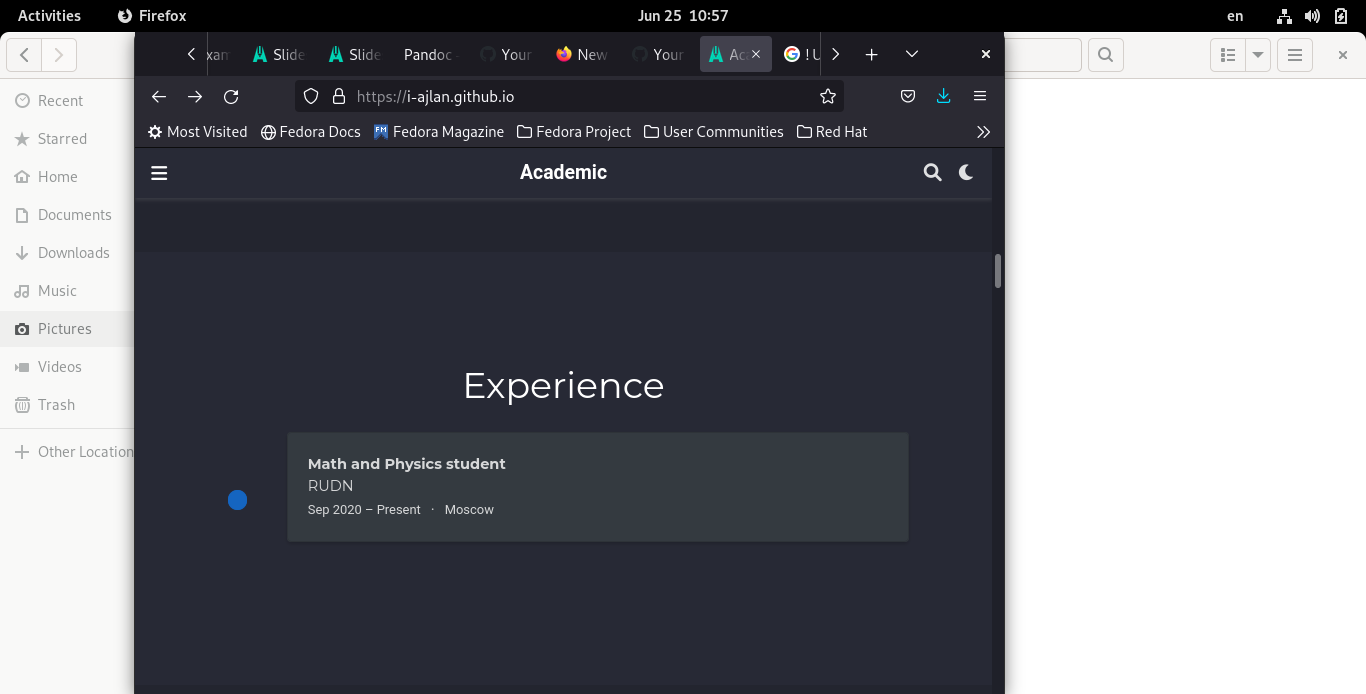 Activities Firefox Jun 25 10:57 en
Slide Slide Pandoc Your New Your Aca ! U
https://i-ajlan.github.io
Most Visited Fedora Docs Fedora Magazine Fedora Project User Communities Red Hat
Recent
Starred
Home
Documents
Downloads
Music
Pictures
Videos
Trash
Other Location
Academic
Experience
Math and Physics student
RUDN
Sep 2020 – Present · Moscow